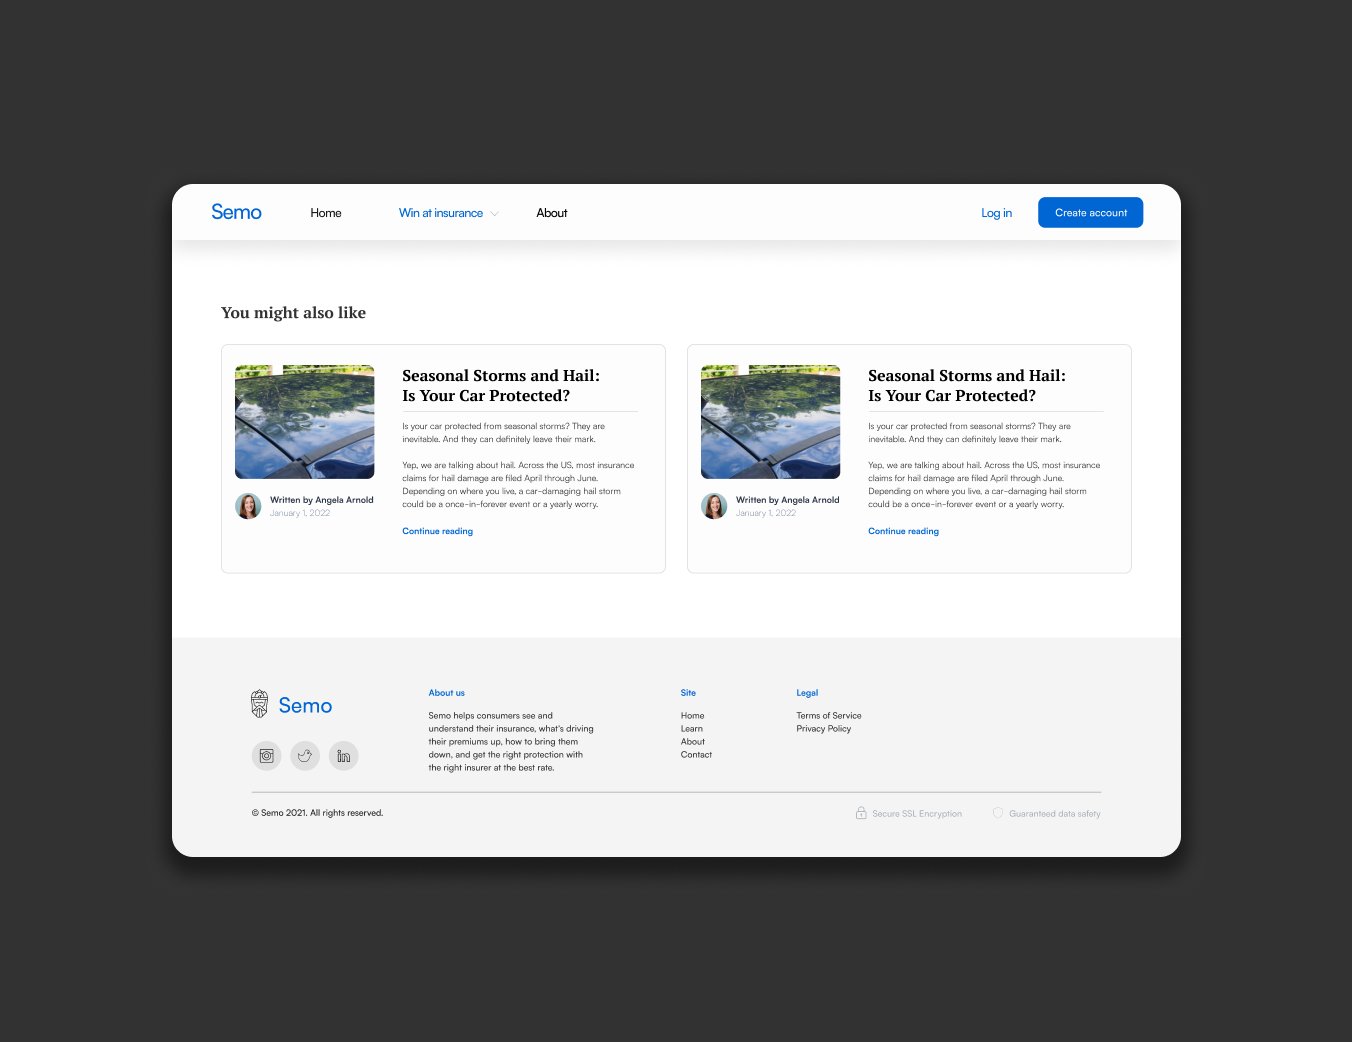 Semo
Home
Win at insurance
About
Log in
Create account
You might also like
Seasonal Storms and Hail:
Is Your Car Protected?
Is your car protected from seasonal storms? They are
inevitable. And they can definitely leave their mark.
Yep, we are talking about hail. Across the US, most insurance
claims for hail damage are filed April through June.
Depending on where you live, a car-damaging hail storm
could be a once-in-forever event or a yearly worry.
Continue reading
Written by Angela Arnold
January 1, 2022
Seasonal Storms and Hail:
Is Your Car Protected?
Is your car protected from seasonal storms? They are
inevitable. And they can definitely leave their mark.
Yep, we are talking about hail. Across the US, most insurance
claims for hail damage are filed April through June.
Depending on where you live, a car-damaging hail storm
could be a once-in-forever event or a yearly worry.
Continue reading
Written by Angela Arnold
January 1, 2022
Semo
in
About us
Semo helps consumers see and
understand their insurance, what's driving
their premiums up, how to bring them
down, and get the right protection with
the right insurer at the best rate.
Site
Home
Learn
About
Contact
Legal
Terms of Service
Privacy Policy
© Semo 2021. All rights reserved.
Secure SSL Encryption
Guaranteed data safety